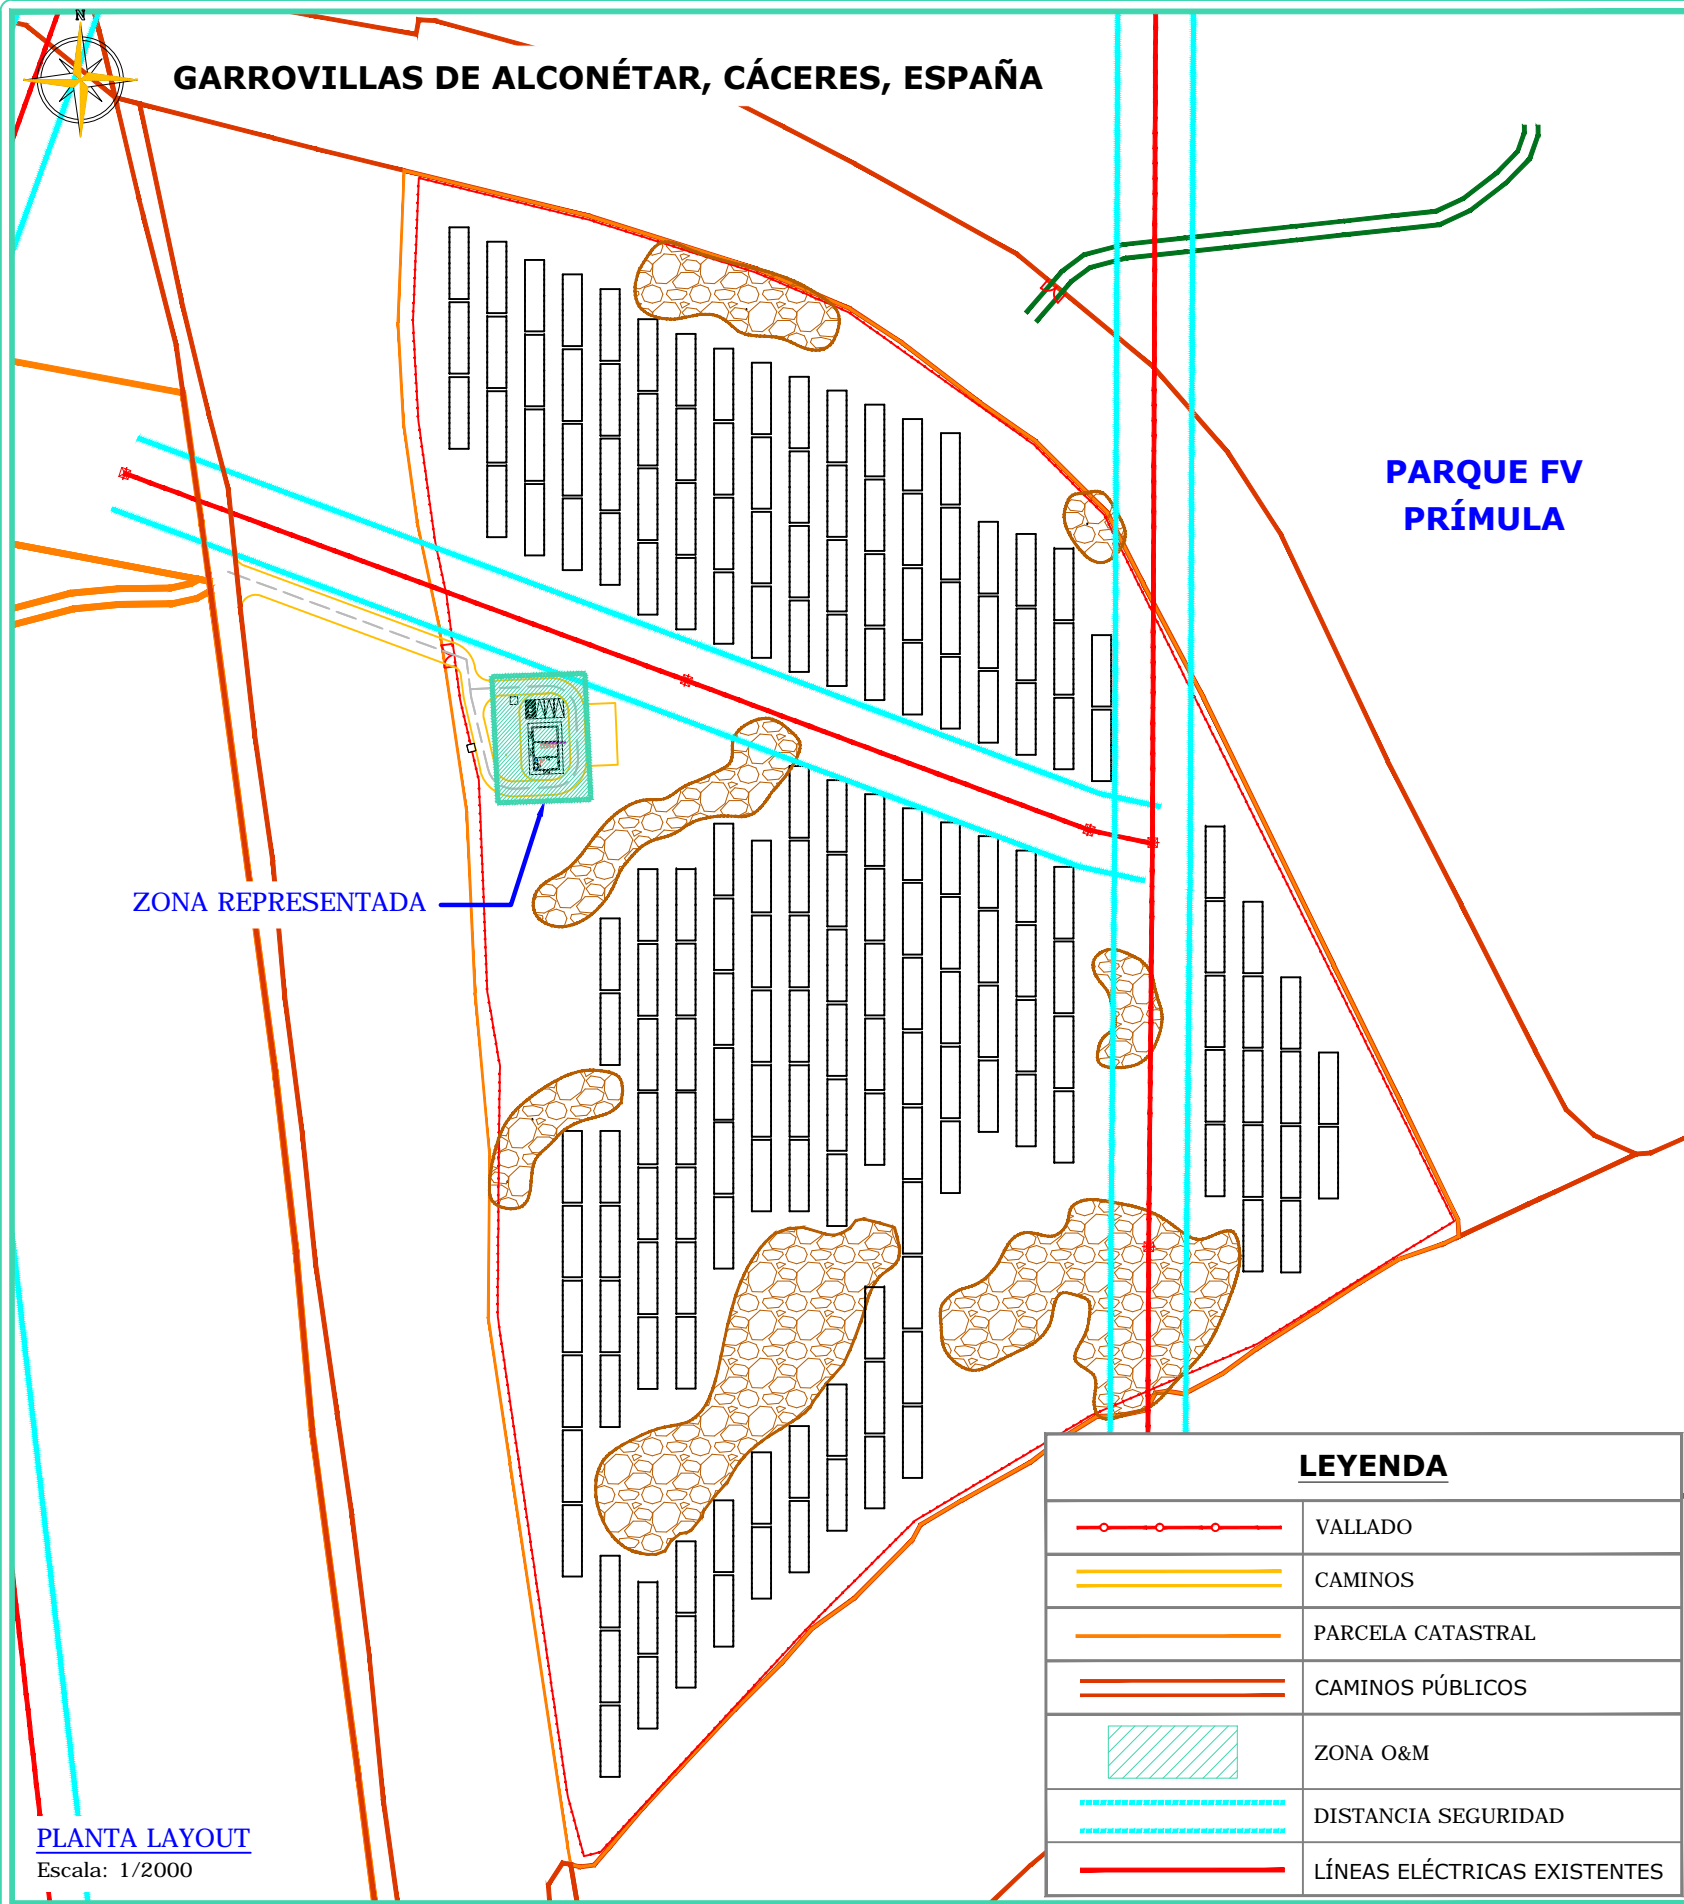 N
GARROVILLAS DE ALCONÉTAR, CÁCERES, ESPAÑA
PARQUE FV
PRÍMULA
ZONA REPRESENTADA
LEYENDA
VALLADO
CAMINOS
PARCELA CATASTRAL
CAMINOS PÚBLICOS
ZONA O&M
DISTANCIA SEGURIDAD
LÍNEAS ELÉCTRICAS EXISTENTES
PLANTA LAYOUT
Escala: 1/2000